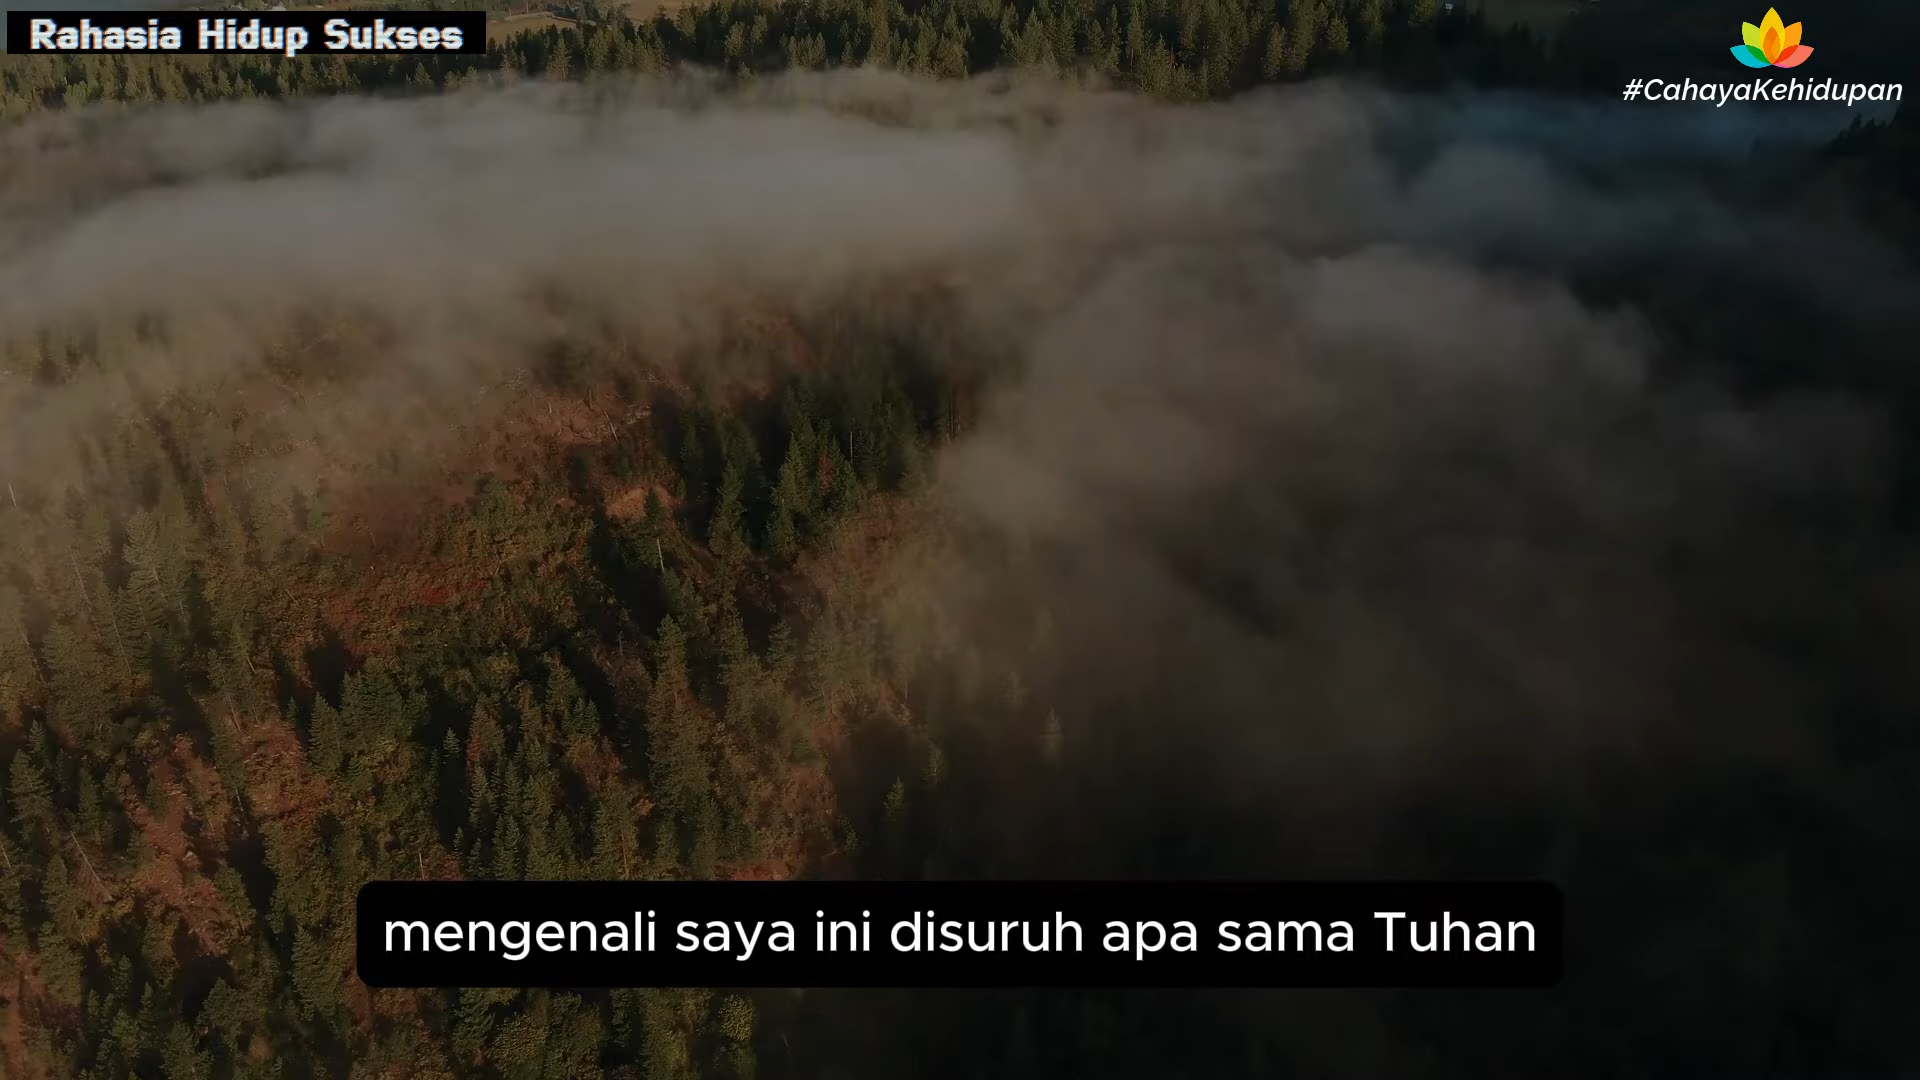 Rahasia Hidup Sukses
#CahayaKehidupan
mengenali saya ini disuruh apa sama Tuhan